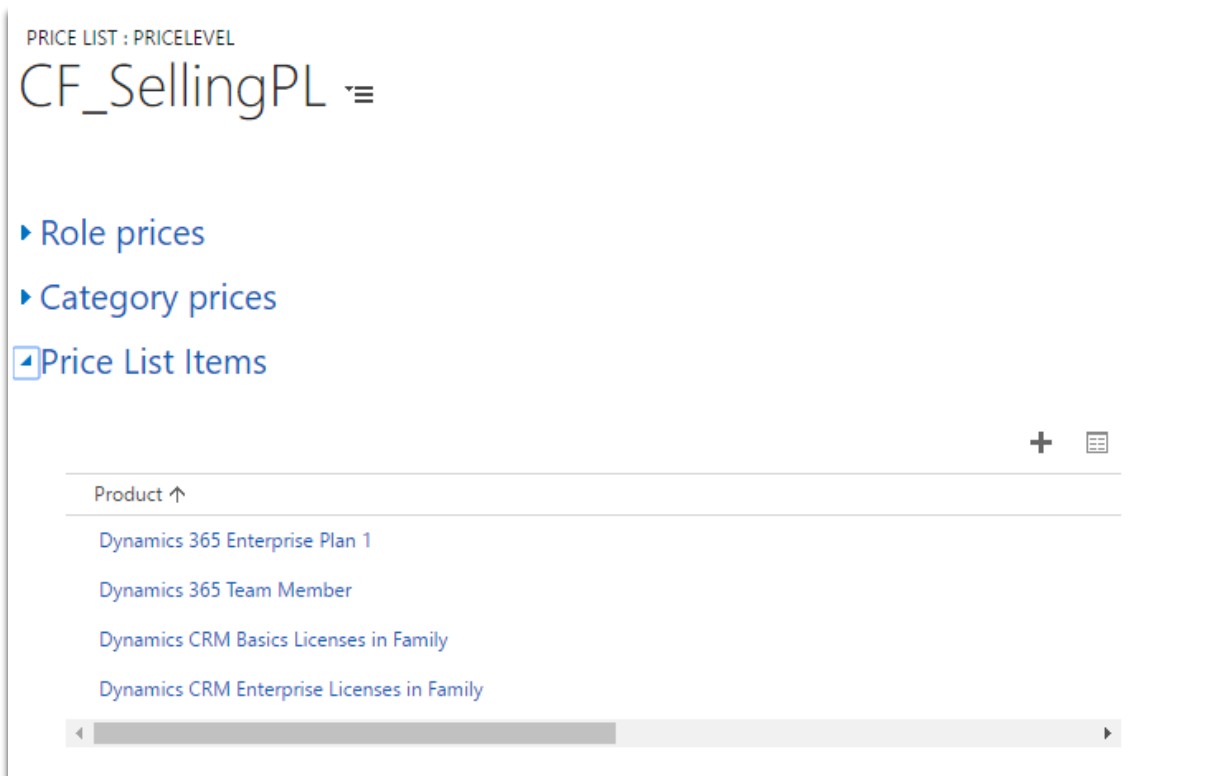 PRICE LIST : PRICELEVEL
CF_SellingPL
Role prices
Category prices
Price List Items
Product ↑
Dynamics 365 Enterprise Plan 1
Dynamics 365 Team Member
Dynamics CRM Basics Licenses in Family
Dynamics CRM Enterprise Licenses in Family